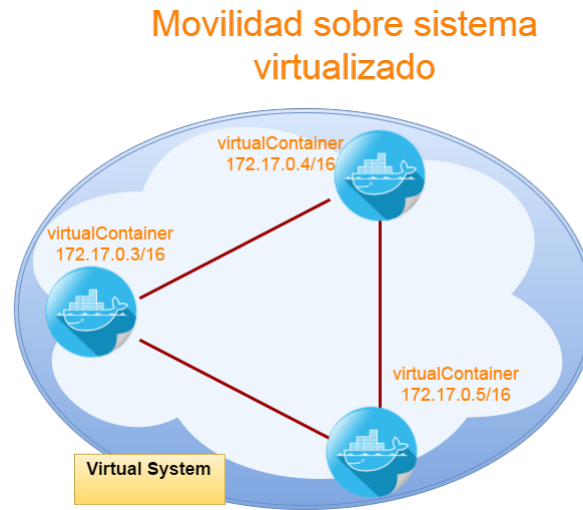 Movilidad sobre sistema
virtualizado
virtualContainer
172.17.0.4/16
virtualContainer
172.17.0.3/16
virtualContainer
172.17.0.5/16
Virtual System